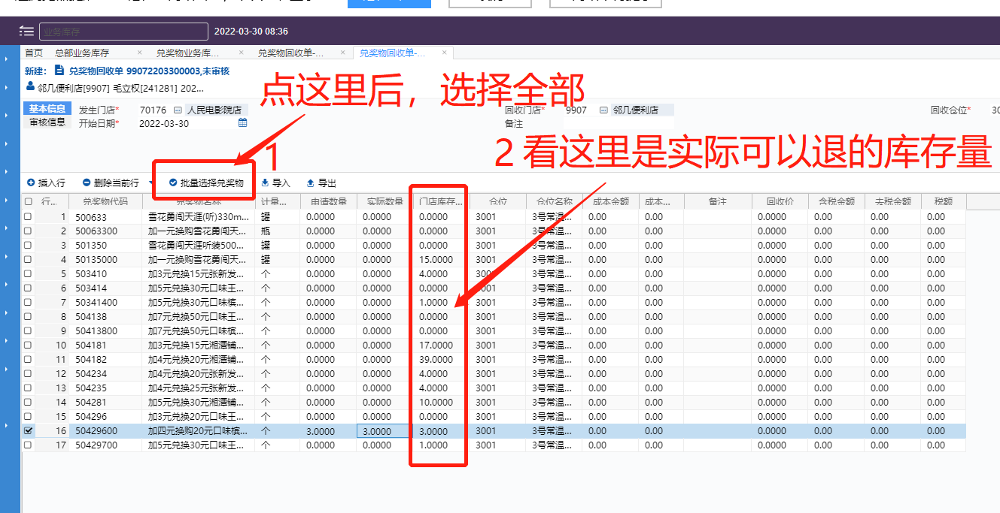 业务库存 2022-03-30 08:36
首页 总部业务库存 × 兑奖物业务库... × 兑奖物回收单-... × 兑奖物回收单-... ×
新建: 兑奖物回收单 99072203300003,未审核
邻几便利店[9907] 毛立权[241281] 202...
点这里后，选择全部
基本信息 发生门店* 70176 人民电影院店 回收门店* 9907 邻几便利店 回收仓位* 30
审核信息 开始日期* 2022-03-30 备注
1
2 看这里是实际可以退的库存量
插入行 删除当前行 批量选择兑奖物 导入 导出
行... 兑奖物代码 兑奖物名称 计量... 申请数量 实际数量 门店库存... 仓位 仓位名称 成本金额 成本... 备注 回收价 含税金额 去税金额 税额
1 500633 雪花勇闯天涯(听)330m... 罐 0.0000 0.0000 0.0000 3001 3号常温... 0.00 0.00 0.0000 0.00 0.00 0.00
2 50063300 加一元换购雪花勇闯天... 瓶 0.0000 0.0000 0.0000 3001 3号常温... 0.00 0.00 0.0000 0.00 0.00 0.00
3 501350 雪花勇闯天涯听装500... 罐 0.0000 0.0000 0.0000 3001 3号常温... 0.00 0.00 0.0000 0.00 0.00 0.00
4 50135000 加一元换购雪花勇闯天... 罐 0.0000 0.0000 15.0000 3001 3号常温... 0.00 0.00 0.0000 0.00 0.00 0.00
5 503410 加3元兑换15元张新发... 个 0.0000 0.0000 4.0000 3001 3号常温... 0.00 0.00 0.0000 0.00 0.00 0.00
6 503414 加5元兑换30元口味王... 个 0.0000 0.0000 0.0000 3001 3号常温... 0.00 0.00 0.0000 0.00 0.00 0.00
7 50341400 加5元兑换30元口味槟... 个 0.0000 0.0000 1.0000 3001 3号常温... 0.00 0.00 0.0000 0.00 0.00 0.00
8 504138 加7元兑换50元口味王... 个 0.0000 0.0000 0.0000 3001 3号常温... 0.00 0.00 0.0000 0.00 0.00 0.00
9 50413800 加7元兑换50元口味槟... 个 0.0000 0.0000 0.0000 3001 3号常温... 0.00 0.00 0.0000 0.00 0.00 0.00
10 504181 加3元兑换15元湘潭铺... 个 0.0000 0.0000 17.0000 3001 3号常温... 0.00 0.00 0.0000 0.00 0.00 0.00
11 504182 加4元兑换20元湘潭铺... 个 0.0000 0.0000 39.0000 3001 3号常温... 0.00 0.00 0.0000 0.00 0.00 0.00
12 504234 加4元兑换20元张新发... 个 0.0000 0.0000 4.0000 3001 3号常温... 0.00 0.00 0.0000 0.00 0.00 0.00
13 504235 加4元兑换25元张新发... 个 0.0000 0.0000 4.0000 3001 3号常温... 0.00 0.00 0.0000 0.00 0.00 0.00
14 504281 加5元兑换30元湘潭铺... 个 0.0000 0.0000 10.0000 3001 3号常温... 0.00 0.00 0.0000 0.00 0.00 0.00
15 504296 加3元兑换20元口味王... 个 0.0000 0.0000 0.0000 3001 3号常温... 0.00 0.00 0.0000 0.00 0.00 0.00
16 50429600 加四元换购20元口味槟... 个 3.0000 3.0000 3.0000 3001 3号常温... 0.00 0.00 0.0000 0.00 0.00 0.00
17 50429700 加5元兑换30元口味王... 个 0.0000 0.0000 1.0000 3001 3号常温... 0.00 0.00 0.0000 0.00 0.00 0.00